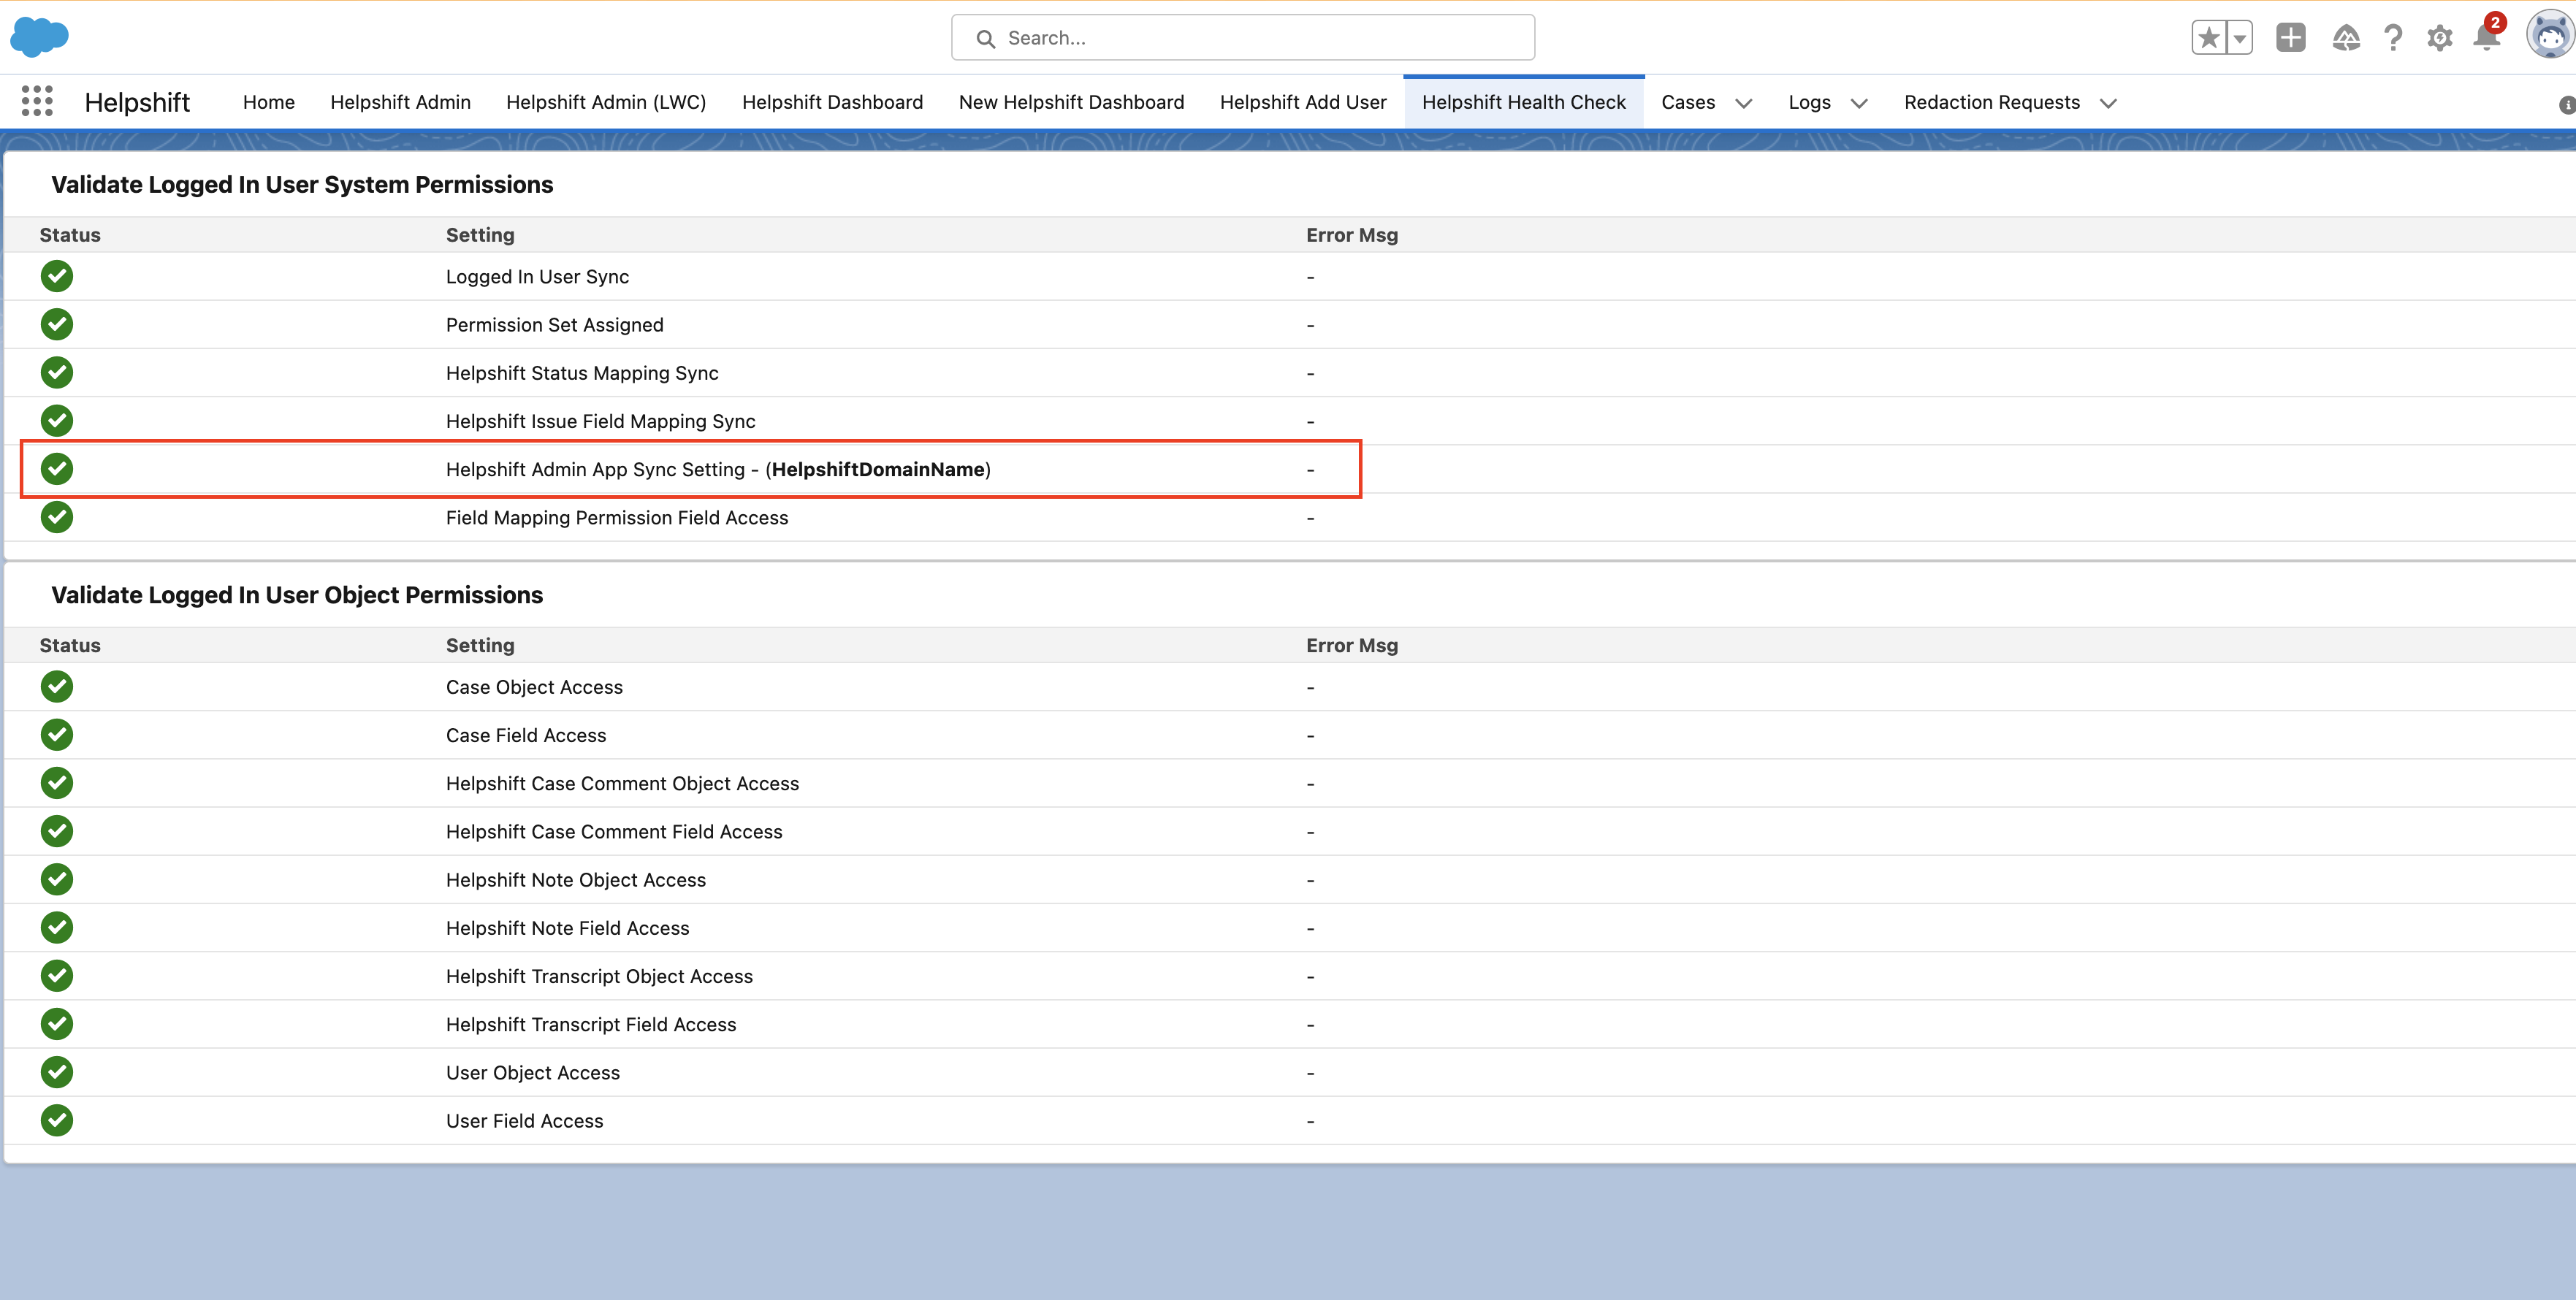 Search...
2
Helpshift Home Helpshift Admin Helpshift Admin (LWC) Helpshift Dashboard New Helpshift Dashboard Helpshift Add User Helpshift Health Check Cases Logs Redaction Requests
Validate Logged In User System Permissions
Status Setting Error Msg
Logged In User Sync -
Permission Set Assigned -
Helpshift Status Mapping Sync -
Helpshift Issue Field Mapping Sync -
Helpshift Admin App Sync Setting - (HelpshiftDomainName) -
Field Mapping Permission Field Access -
Validate Logged In User Object Permissions
Status Setting Error Msg
Case Object Access -
Case Field Access -
Helpshift Case Comment Object Access -
Helpshift Case Comment Field Access -
Helpshift Note Object Access -
Helpshift Note Field Access -
Helpshift Transcript Object Access -
Helpshift Transcript Field Access -
User Object Access -
User Field Access -